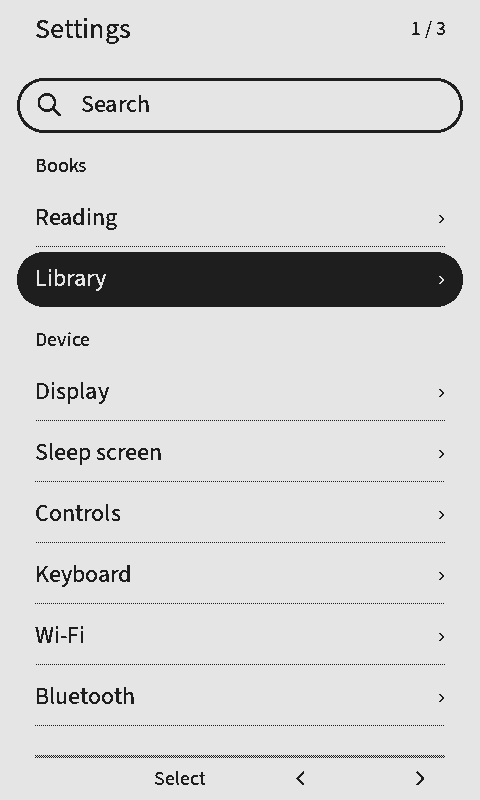 Settings
1 / 3
Search
Books
Reading
Library
Device
Display
Sleep screen
Controls
Keyboard
Wi-Fi
Bluetooth
Select